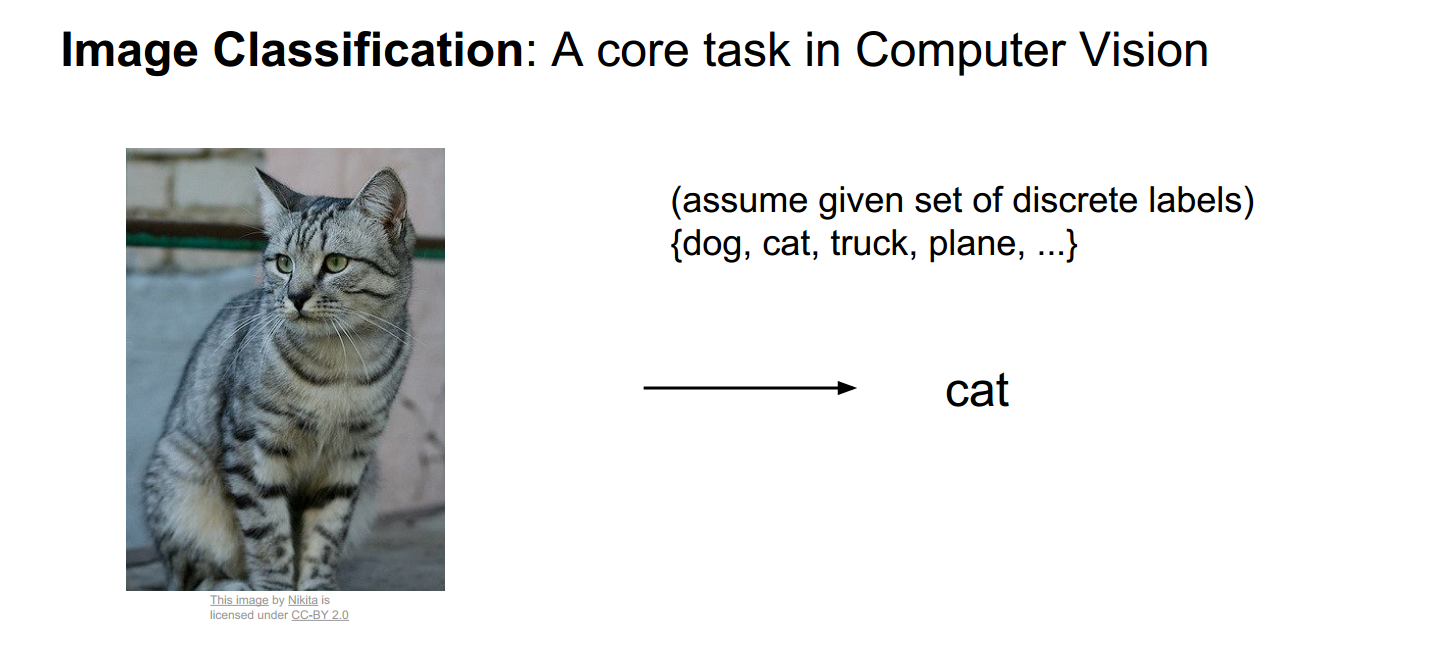 Image Classification: A core task in Computer Vision
(assume given set of discrete labels)
{dog, cat, truck, plane, ...}
cat
This image by Nikita is
licensed under CC-BY 2.0